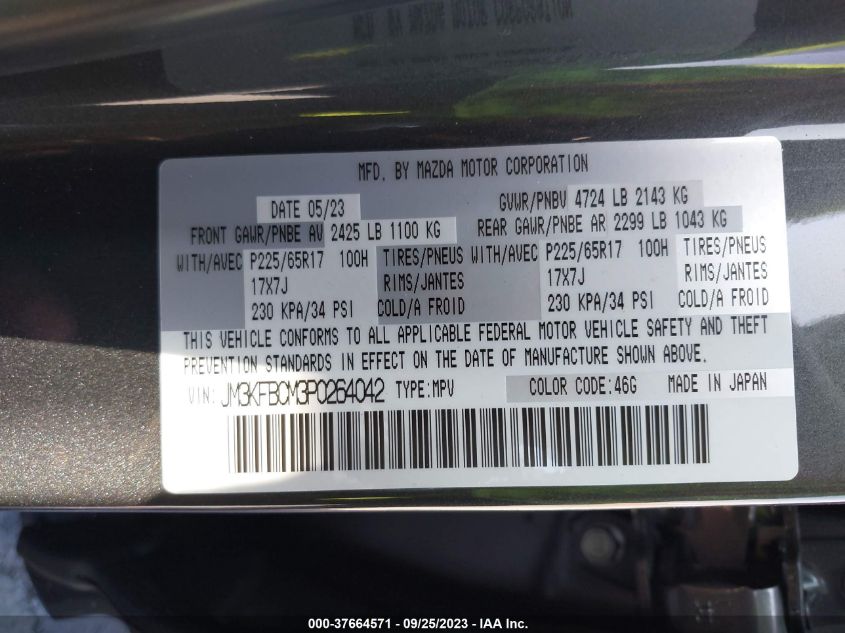 MFD. BY MAZDA MOTOR CORPORATION
DATE 05/23 GVWR/PNBV 4724 LB 2143 KG
FRONT GAWR/PNBE AV 2425 LB 1100 KG REAR GAWR/PNBE AR 2299 LB 1043 KG
WITH/AVEC P225/65R17 100H TIRES/PNEUS WITH/AVEC P225/65R17 100H TIRES/PNEUS
17X7J RIMS/JANTES 17X7J RIMS/JANTES
230 KPA/34 PSI COLD/A FROID 230 KPA/34 PSI COLD/A FROID
THIS VEHICLE CONFORMS TO ALL APPLICABLE FEDERAL MOTOR VEHICLE SAFETY AND THEFT
PREVENTION STANDARDS IN EFFECT ON THE DATE OF MANUFACTURE SHOWN ABOVE.
VIN: JM3KFBCM3P0264042 TYPE:MPV COLOR CODE:46G MADE IN JAPAN
000-37664571 - 09/25/2023 - IAA Inc.